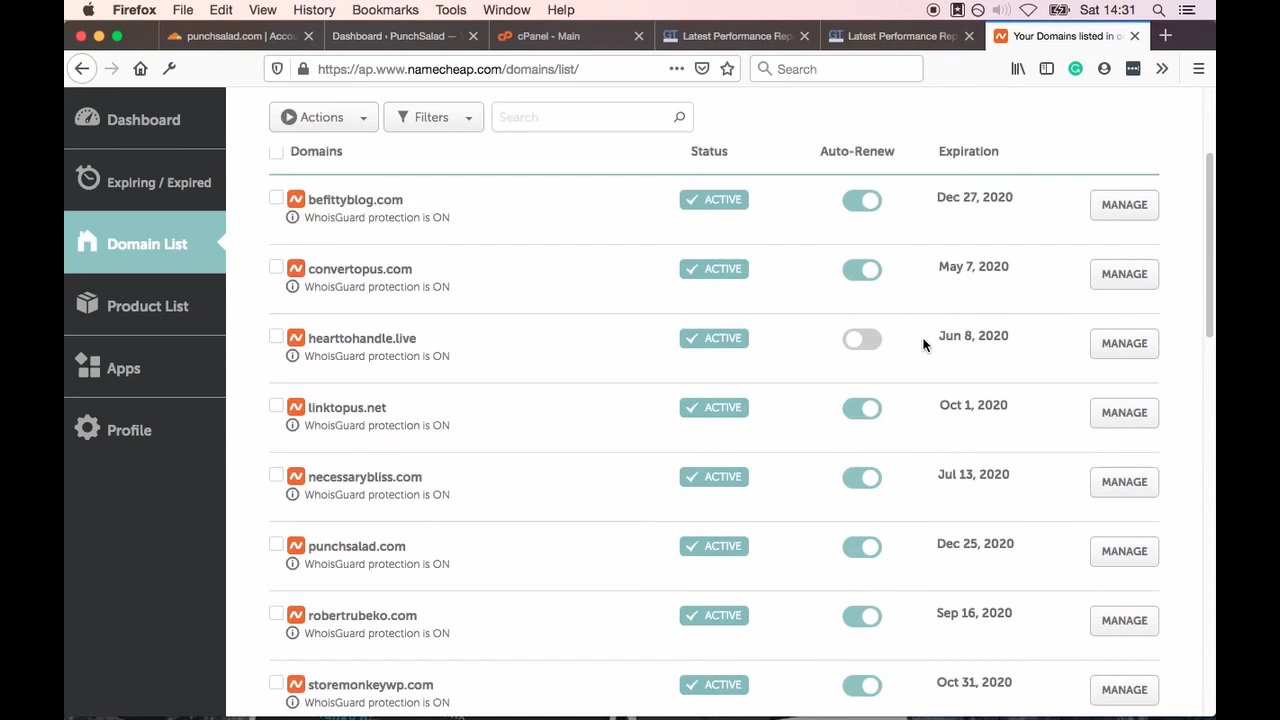 Firefox File Edit View History Bookmarks Tools Window Help Sat 14:31
punchsalad.com | Accou Dashboard ‹ PunchSalad — cPanel - Main Latest Performance Rep Latest Performance Rep Your Domains listed in o
https://ap.www.namecheap.com/domains/list/ Search
Actions Filters Search
Dashboard
Expiring / Expired
Domain List
Product List
Apps
Profile
Domains Status Auto-Renew Expiration
befittyblog.com ACTIVE Dec 27, 2020 MANAGE
WhoisGuard protection is ON
convertopus.com ACTIVE May 7, 2020 MANAGE
WhoisGuard protection is ON
hearttohandle.live ACTIVE Jun 8, 2020 MANAGE
WhoisGuard protection is ON
linktopus.net ACTIVE Oct 1, 2020 MANAGE
WhoisGuard protection is ON
necessarybliss.com ACTIVE Jul 13, 2020 MANAGE
WhoisGuard protection is ON
punchsalad.com ACTIVE Dec 25, 2020 MANAGE
WhoisGuard protection is ON
robertrubeko.com ACTIVE Sep 16, 2020 MANAGE
WhoisGuard protection is ON
storemonkeywp.com ACTIVE Oct 31, 2020 MANAGE
WhoisGuard protection is ON